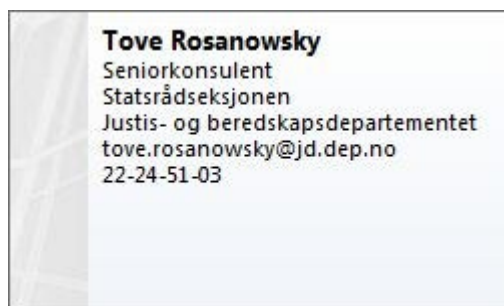 Tove Rosanowsky
Seniorkonsulent
Statsrådseksjonen
Justis- og beredskapsdepartementet
tove.rosanowsky@jd.dep.no
22-24-51-03